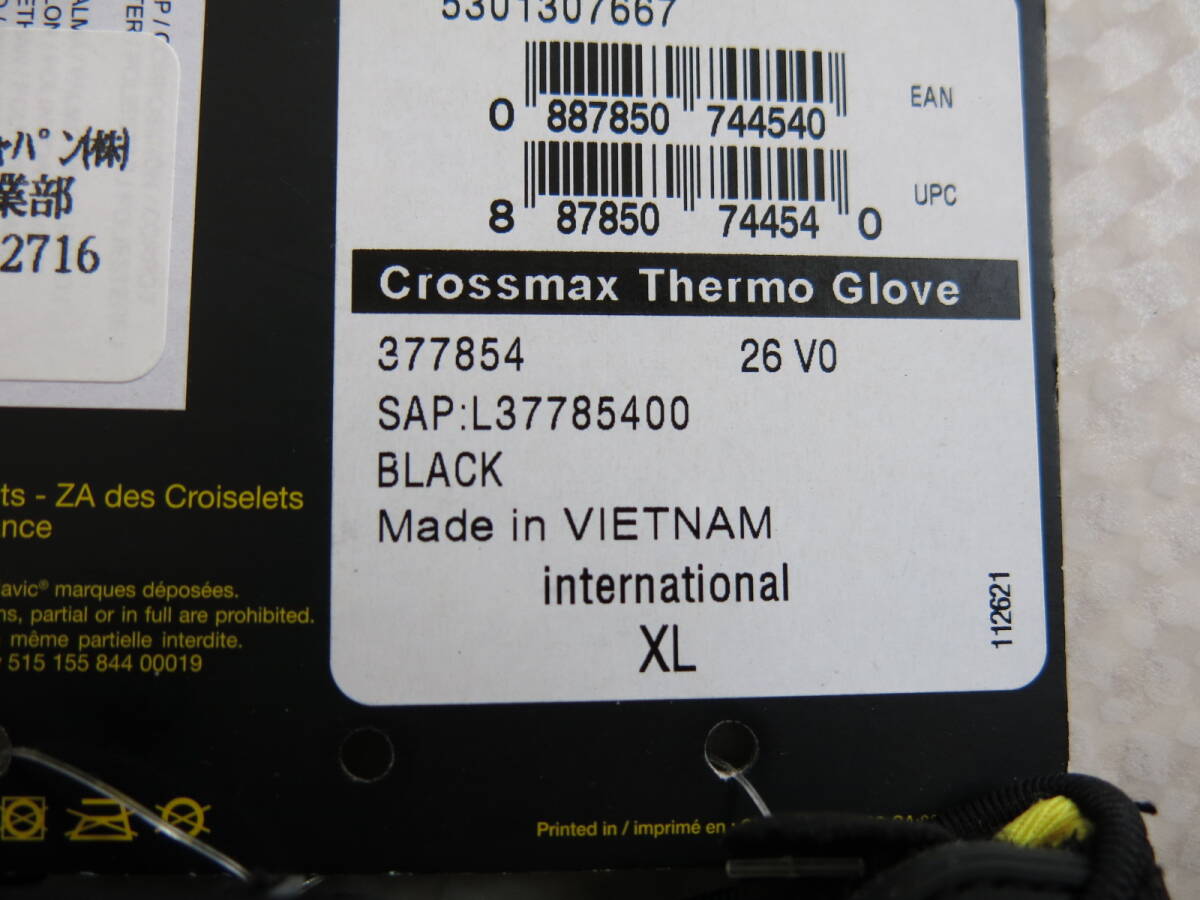 5301307667
0 887850 744540
EAN
8 87850 74454 0
UPC
Crossmax Thermo Glove
377854 26 V0
SAP:L37785400
BLACK
Made in VIETNAM
international
XL
112621
ャパン(株)
業部
2716
ts - ZA des Croiselets
nce
avic® marques déposées.
ns, partial or in full are prohibited.
même partielle interdite.
515 155 844 00019
Printed in / imprimé en :